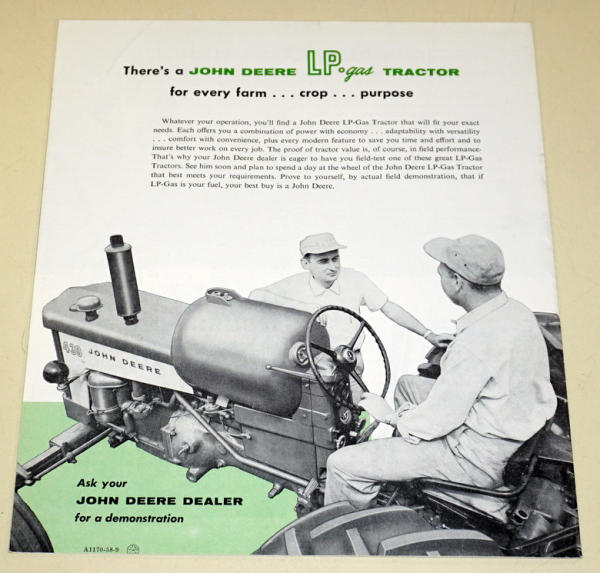 There's a JOHN DEERE LP-gas TRACTOR
for every farm . . . crop . . . purpose
Whatever your operation, you'll find a John Deere LP-Gas Tractor that will fit your exact
needs. Each offers you a combination of power with economy . . . adaptability with versatility
. . . comfort with convenience, plus every modern feature to save you time and effort and to
insure better work on every job. The proof of tractor value is, of course, in field performance.
That's why your John Deere dealer is eager to have you field-test one of these great LP-Gas
Tractors. See him soon and plan to spend a day at the wheel of the John Deere LP-Gas Tractor
that best meets your requirements. Prove to yourself, by actual field demonstration, that if
LP-Gas is your fuel, your best buy is a John Deere.
430 JOHN DEERE
Ask your
JOHN DEERE DEALER
for a demonstration
A1170-58-9